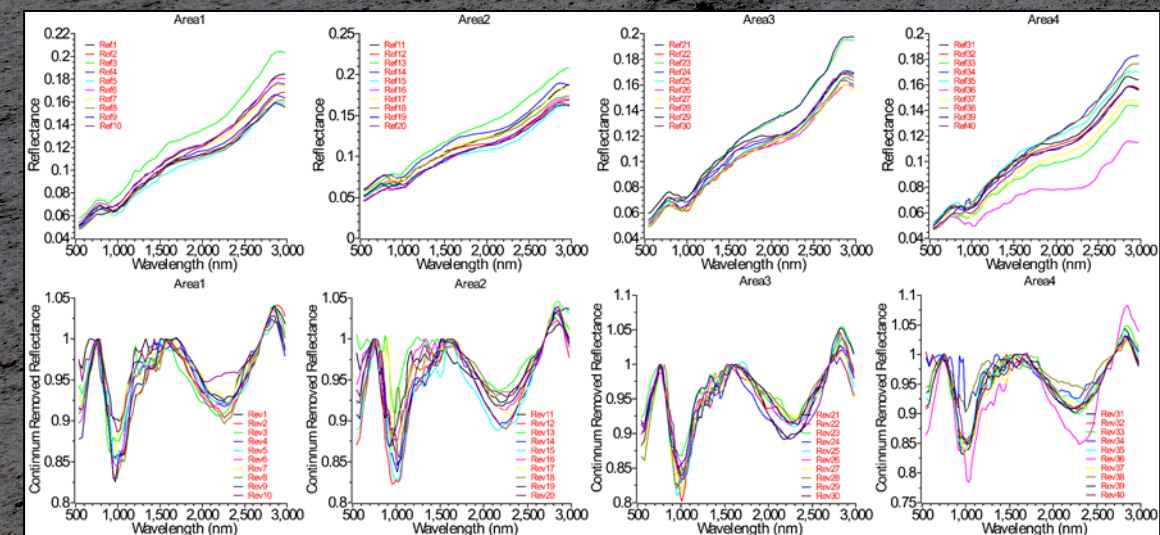 Area1
0.22
0.2
0.18
0.16
0.14
0.12
0.1
0.08
0.06
0.04
Reflectance
Ref1
Ref2
Ref3
Ref4
Ref5
Ref6
Ref7
Ref8
Ref9
Ref10
500 1,000 1,500 2,000 2,500 3,000
Wavelength (nm)
Area2
0.25
0.2
0.15
0.1
0.05
0
Reflectance
Ref11
Ref12
Ref13
Ref14
Ref15
Ref16
Ref17
Ref18
Ref19
Ref20
500 1,000 1,500 2,000 2,500 3,000
Wavelength (nm)
Area3
0.2
0.18
0.16
0.14
0.12
0.1
0.08
0.06
0.04
Reflectance
Ref21
Ref22
Ref23
Ref24
Ref25
Ref26
Ref27
Ref28
Ref29
Ref30
500 1,000 1,500 2,000 2,500 3,000
Wavelength (nm)
Area4
0.2
0.18
0.16
0.14
0.12
0.1
0.08
0.06
0.04
Reflectance
Ref31
Ref32
Ref33
Ref34
Ref35
Ref36
Ref37
Ref38
Ref39
Ref40
500 1,000 1,500 2,000 2,500 3,000
Wavelength (nm)
Area1
1.05
1
0.95
0.9
0.85
0.8
Continnum Removed Reflectance
Rev1
Rev2
Rev3
Rev4
Rev5
Rev6
Rev7
Rev8
Rev9
Rev10
500 1,000 1,500 2,000 2,500 3,000
Wavelength (nm)
Area2
1.05
1
0.95
0.9
0.85
0.8
Continnum Removed Reflectance
Rev11
Rev12
Rev13
Rev14
Rev15
Rev16
Rev17
Rev18
Rev19
Rev20
500 1,000 1,500 2,000 2,500 3,000
Wavelength (nm)
Area3
1.1
1.05
1
0.95
0.9
0.85
0.8
Continnum Removed Reflectance
Rev21
Rev22
Rev23
Rev24
Rev25
Rev26
Rev27
Rev28
Rev29
Rev30
500 1,000 1,500 2,000 2,500 3,000
Wavelength (nm)
Area4
1.1
1.05
1
0.95
0.9
0.85
0.8
0.75
Continnum Removed Reflectance
Rev31
Rev32
Rev33
Rev34
Rev35
Rev36
Rev37
Rev38
Rev39
Rev40
500 1,000 1,500 2,000 2,500 3,000
Wavelength (nm)